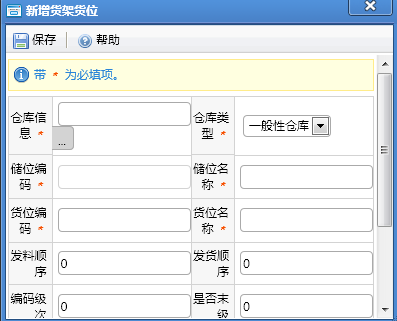 新增货架货位
保存 帮助
带 * 为必填项。
仓库信息 * ... 仓库类型 * 一般性仓库
储位编码 * 储位名称 *
货位编码 * 货位名称 *
发料顺序 0 发货顺序 0
编码级次 0 是否末级 0